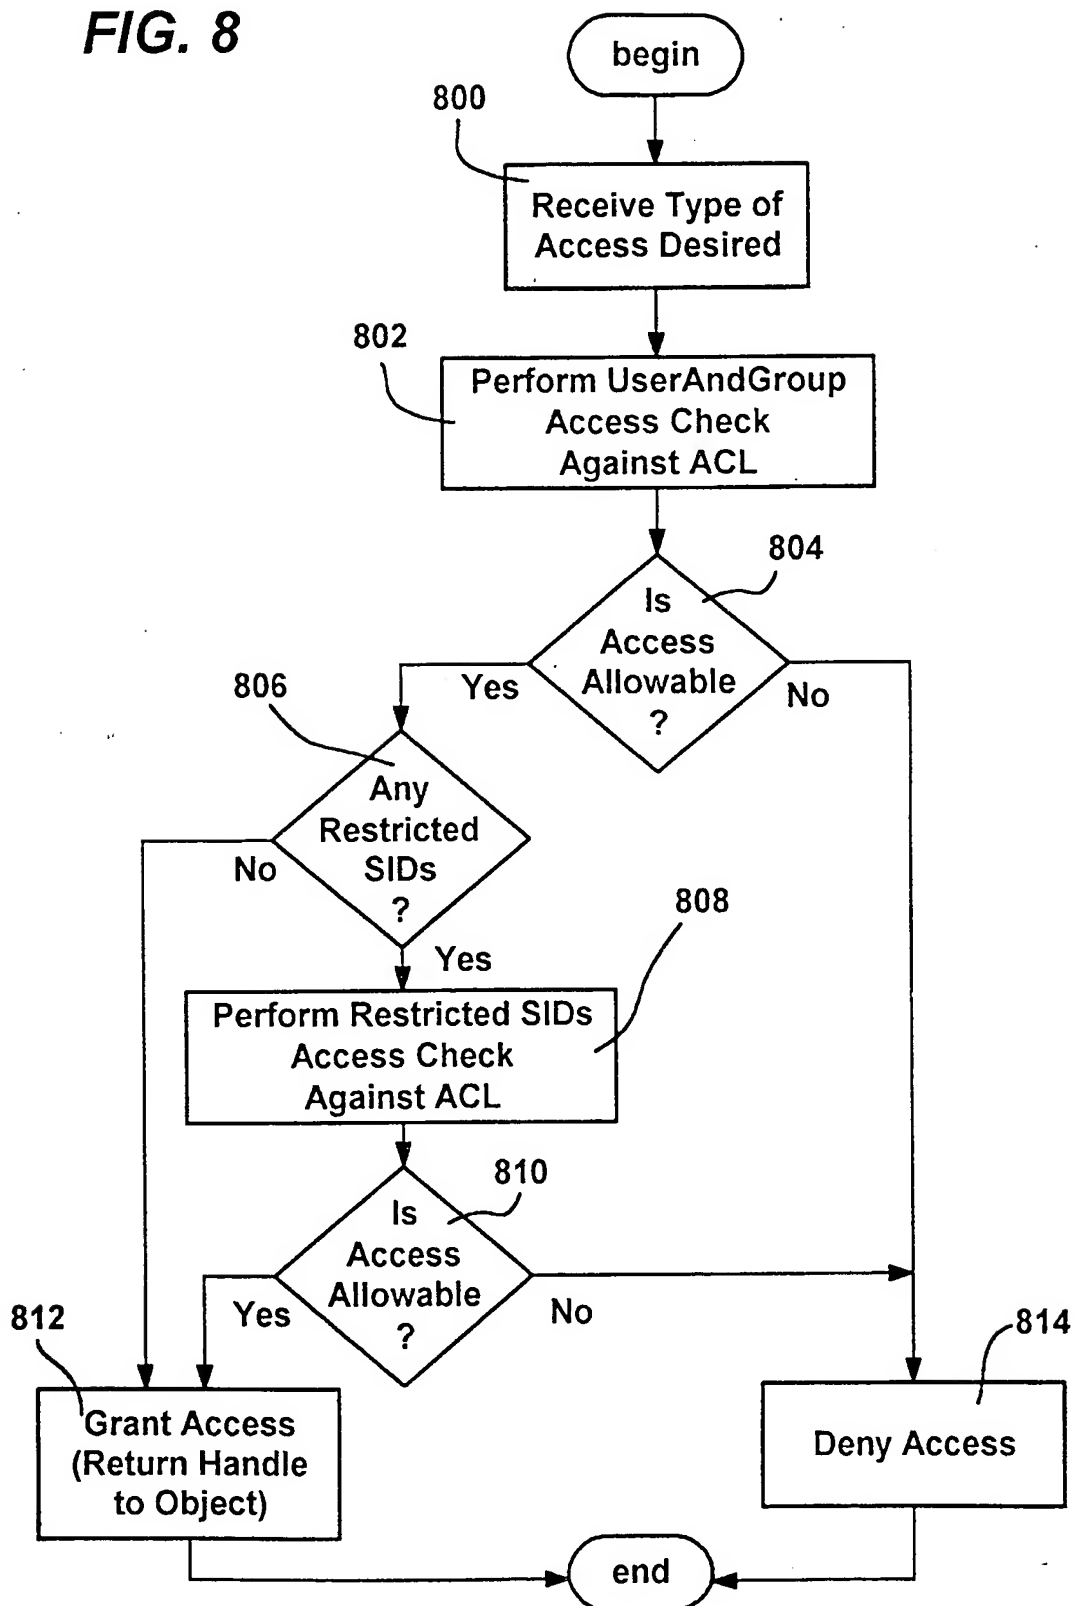 FIG. 8
begin
800
Receive Type of
Access Desired
802
Perform UserAndGroup
Access Check
Against ACL
804
Is
Access
Allowable
?
Yes
No
806
Any
Restricted
SIDs
?
No
Yes
808
Perform Restricted SIDs
Access Check
Against ACL
810
Is
Access
Allowable
?
Yes
No
812
Grant Access
(Return Handle
to Object)
814
Deny Access
end